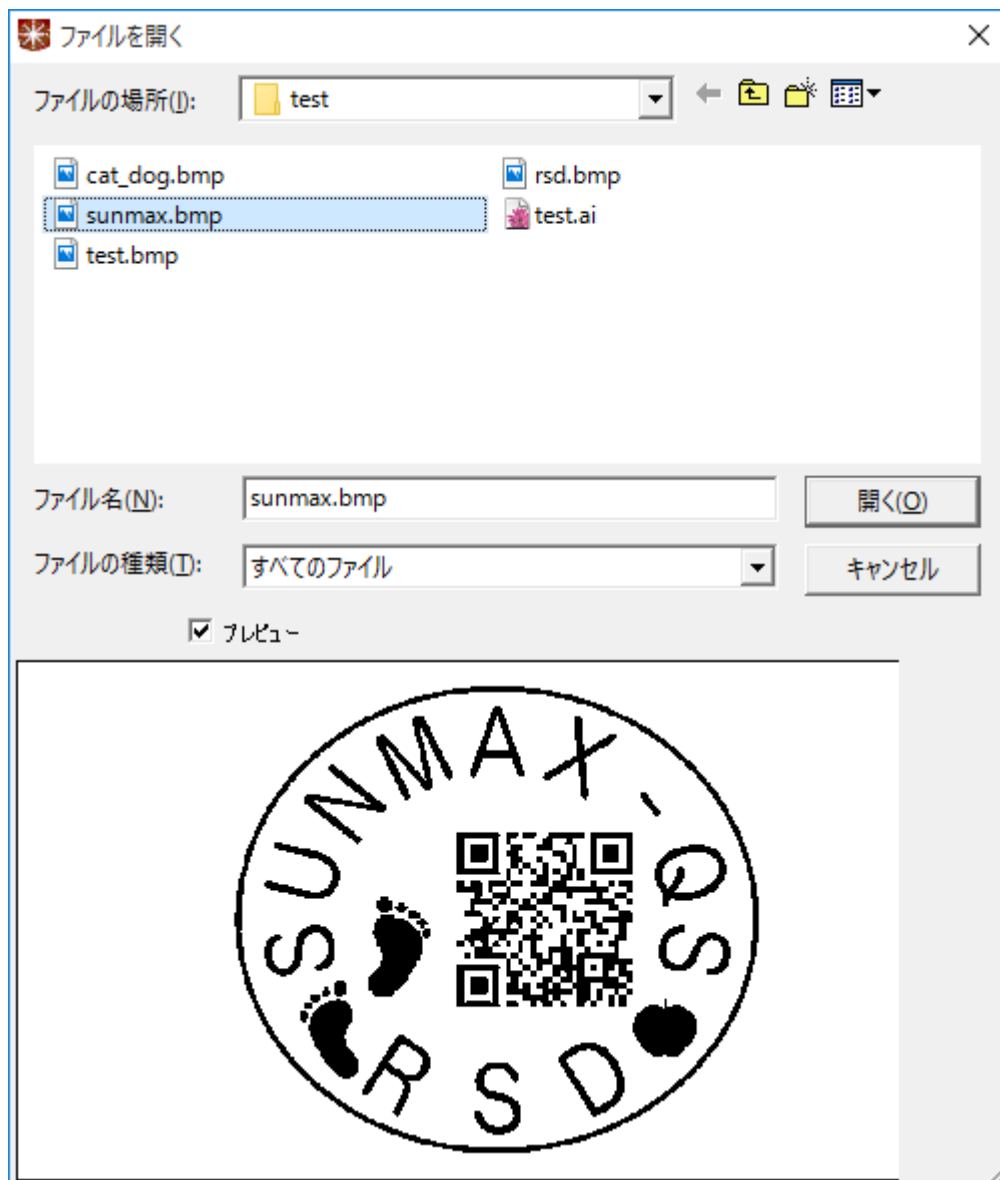 ファイルを開く
ファイルの場所(I):
test
cat_dog.bmp
rsd.bmp
sunmax.bmp
test.ai
test.bmp
ファイル名(N):
sunmax.bmp
開く(O)
ファイルの種類(T):
すべてのファイル
キャンセル
プレビュー
SUNMAX-QS
RSD